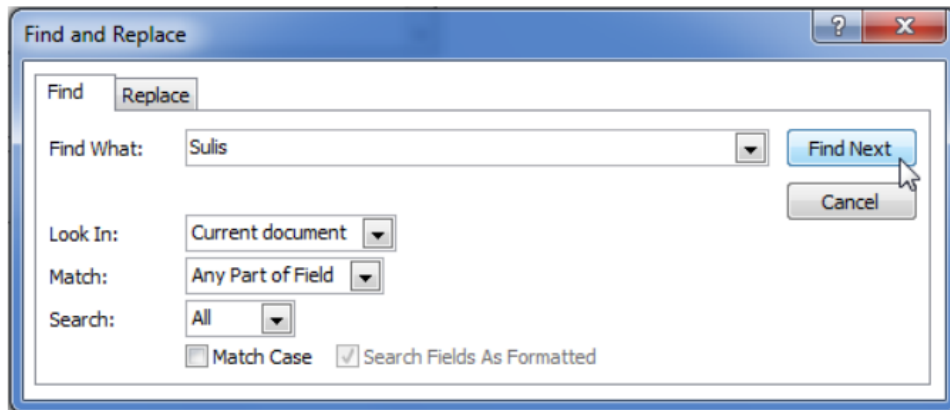 Find and Replace
Find Replace
Find What: Sulis Find Next
Cancel
Look In: Current document
Match: Any Part of Field
Search: All
Match Case Search Fields As Formatted